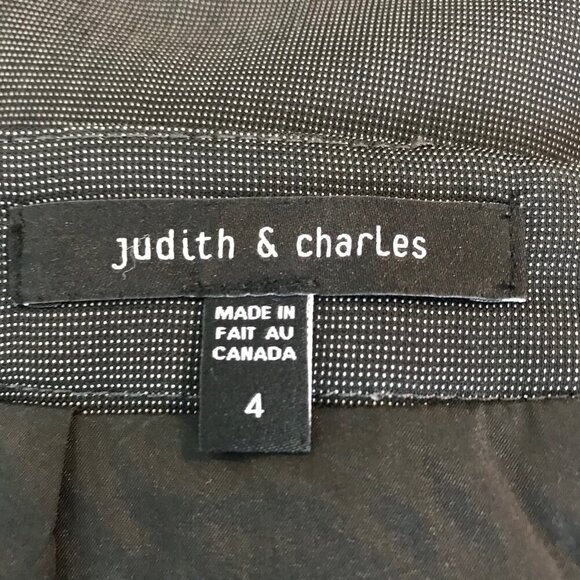 judith & charles
MADE IN
FAIT AU
CANADA
4